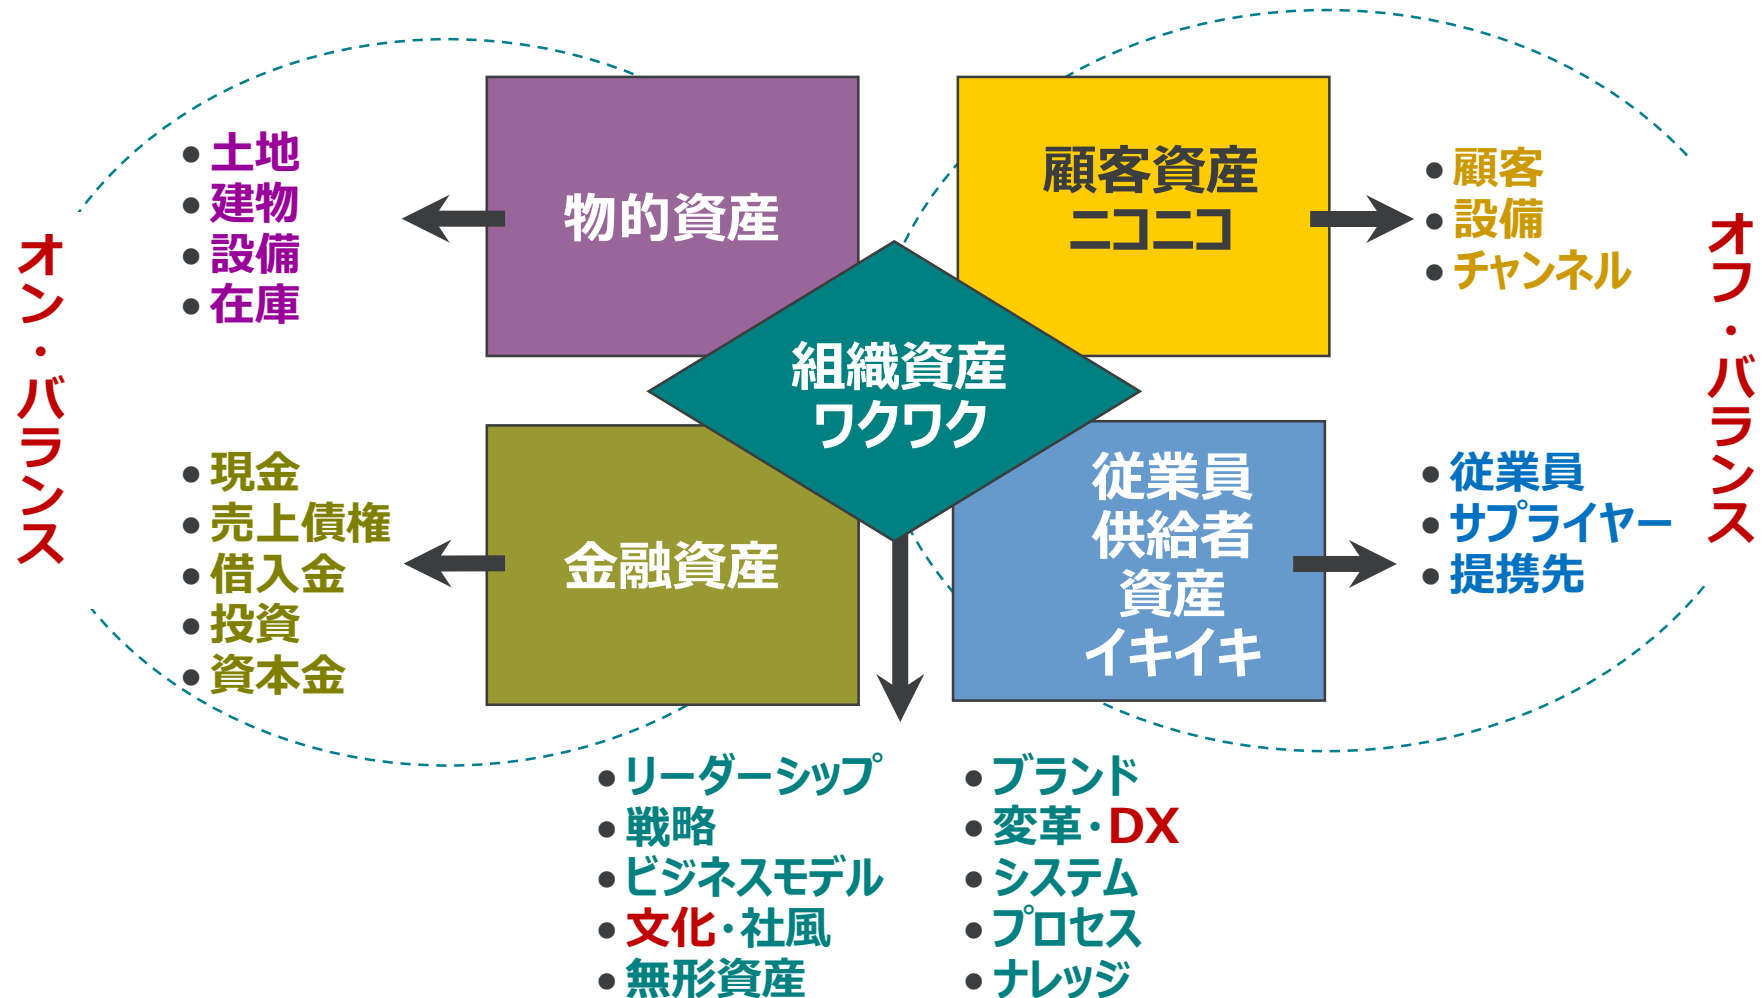 オン・バランス
• 土地
• 建物
• 設備
• 在庫
物的資産
顧客資産
ニコニコ
• 顧客
• 設備
• チャンネル
オフ・バランス
組織資産
ワクワク
• 現金
• 売上債権
• 借入金
• 投資
• 資本金
金融資産
従業員
供給者
資産
イキイキ
• 従業員
• サプライヤー
• 提携先
• リーダーシップ
• 戦略
• ビジネスモデル
• 文化・社風
• 無形資産
• ブランド
• 変革・DX
• システム
• プロセス
• ナレッジ